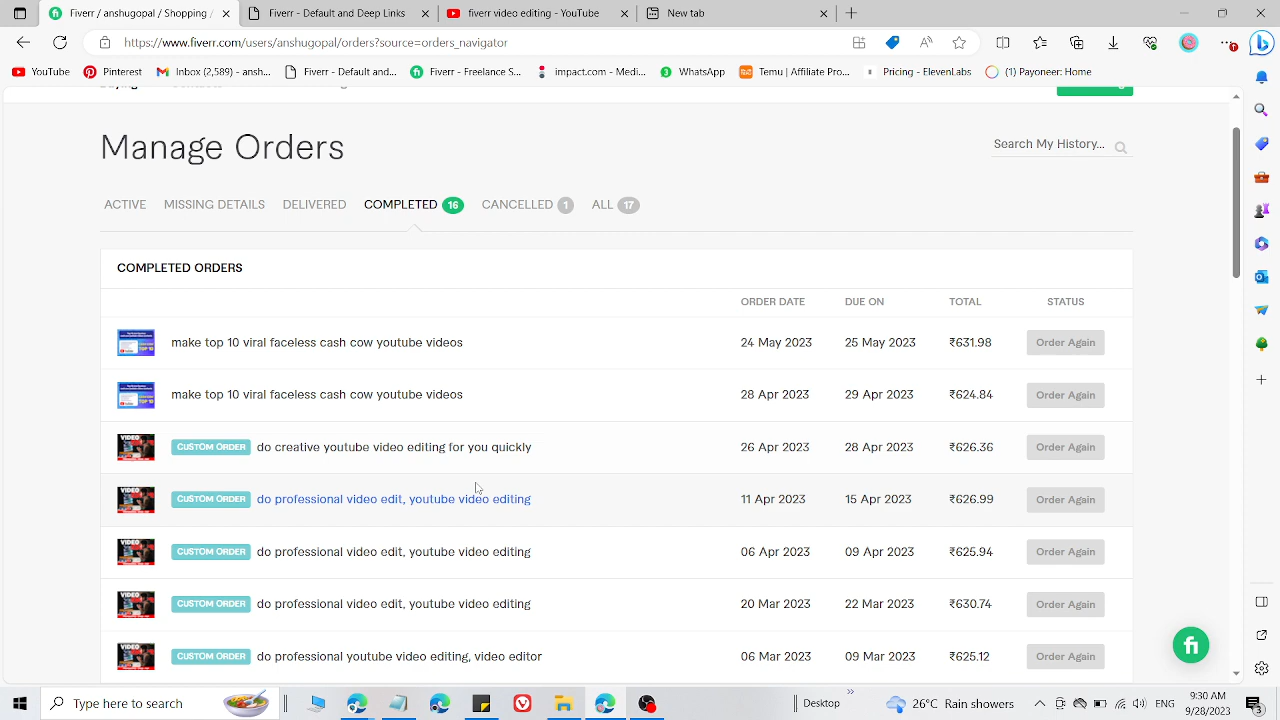 Fiverr /
Fiverr - Default Links
youtube video editing - YouTube
New tab
https://www.fiverr.com/users/anshugopal/orders?source=orders_navigator
YouTube
Pinterest
Inbox (2,589) - ansh...
Fiverr - Default and...
Fiverr - Freelance S...
impact.com - Medi...
WhatsApp
Temu | Affiliate Pro...
Pricing - ElevenLabs
(1) Payoneer: Home
Manage Orders
Search My History...
ACTIVE
MISSING DETAILS
DELIVERED
COMPLETED 16
CANCELLED 1
ALL 17
COMPLETED ORDERS
ORDER DATE DUE ON TOTAL STATUS
make top 10 viral faceless cash cow youtube videos 24 May 2023 25 May 2023 ₹631.98 Order Again
make top 10 viral faceless cash cow youtube videos 28 Apr 2023 29 Apr 2023 ₹624.84 Order Again
VIDEO CUSTOM ORDER do creative youtube video editing for you quickly 26 Apr 2023 28 Apr 2023 ₹626.36 Order Again
VIDEO CUSTOM ORDER do professional video edit, youtube video editing 11 Apr 2023 15 Apr 2023 ₹626.99 Order Again
VIDEO CUSTOM ORDER do professional video edit, youtube video editing 06 Apr 2023 09 Apr 2023 ₹625.94 Order Again
VIDEO CUSTOM ORDER do professional video edit, youtube video editing 20 Mar 2023 22 Mar 2023 ₹630.74 Order Again
VIDEO CUSTOM ORDER do professional youtube video editing, video editor 06 Mar 2023 09 Mar 2023 ₹625.12 Order Again
fi
Type here to search
Desktop
26°C Rain showers
9:30 AM
9/28/2023